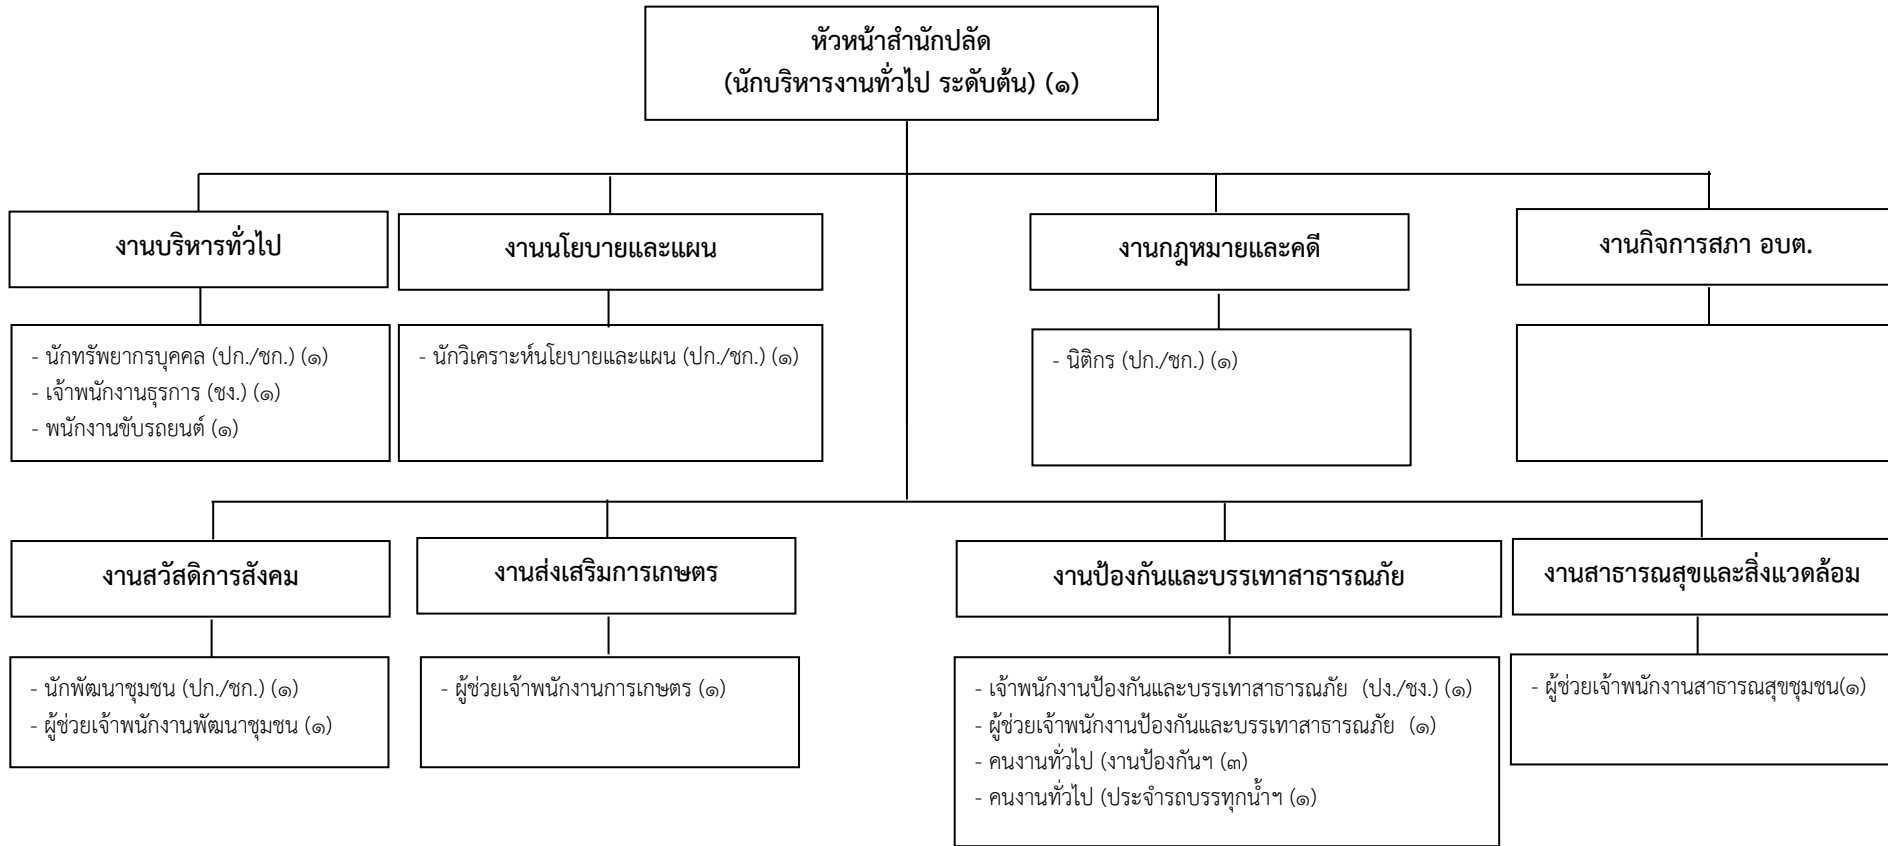 หัวหน้าสำนักปลัด
(นักบริหารงานทั่วไป ระดับต้น) (๑)
งานบริหารทั่วไป
งานนโยบายและแผน
งานกฎหมายและคดี
งานกิจการสภา อบต.
- นักทรัพยากรบุคคล (ปก./ชก.) (๑)
- เจ้าพนักงานธุรการ (ชง.) (๑)
- พนักงานขับรถยนต์ (๑)
- นักวิเคราะห์นโยบายและแผน (ปก./ชก.) (๑)
- นิติกร (ปก./ชก.) (๑)
งานสวัสดิการสังคม
งานส่งเสริมการเกษตร
งานป้องกันและบรรเทาสาธารณภัย
งานสาธารณสุขและสิ่งแวดล้อม
- นักพัฒนาชุมชน (ปก./ชก.) (๑)
- ผู้ช่วยเจ้าพนักงานพัฒนาชุมชน (๑)
- ผู้ช่วยเจ้าพนักงานการเกษตร (๑)
- เจ้าพนักงานป้องกันและบรรเทาสาธารณภัย (ปง./ชง.) (๑)
- ผู้ช่วยเจ้าพนักงานป้องกันและบรรเทาสาธารณภัย (๑)
- คนงานทั่วไป (งานป้องกันฯ (๓)
- คนงานทั่วไป (ประจำรถบรรทุกน้ำฯ (๑)
- ผู้ช่วยเจ้าพนักงานสาธารณสุขชุมชน(๑)